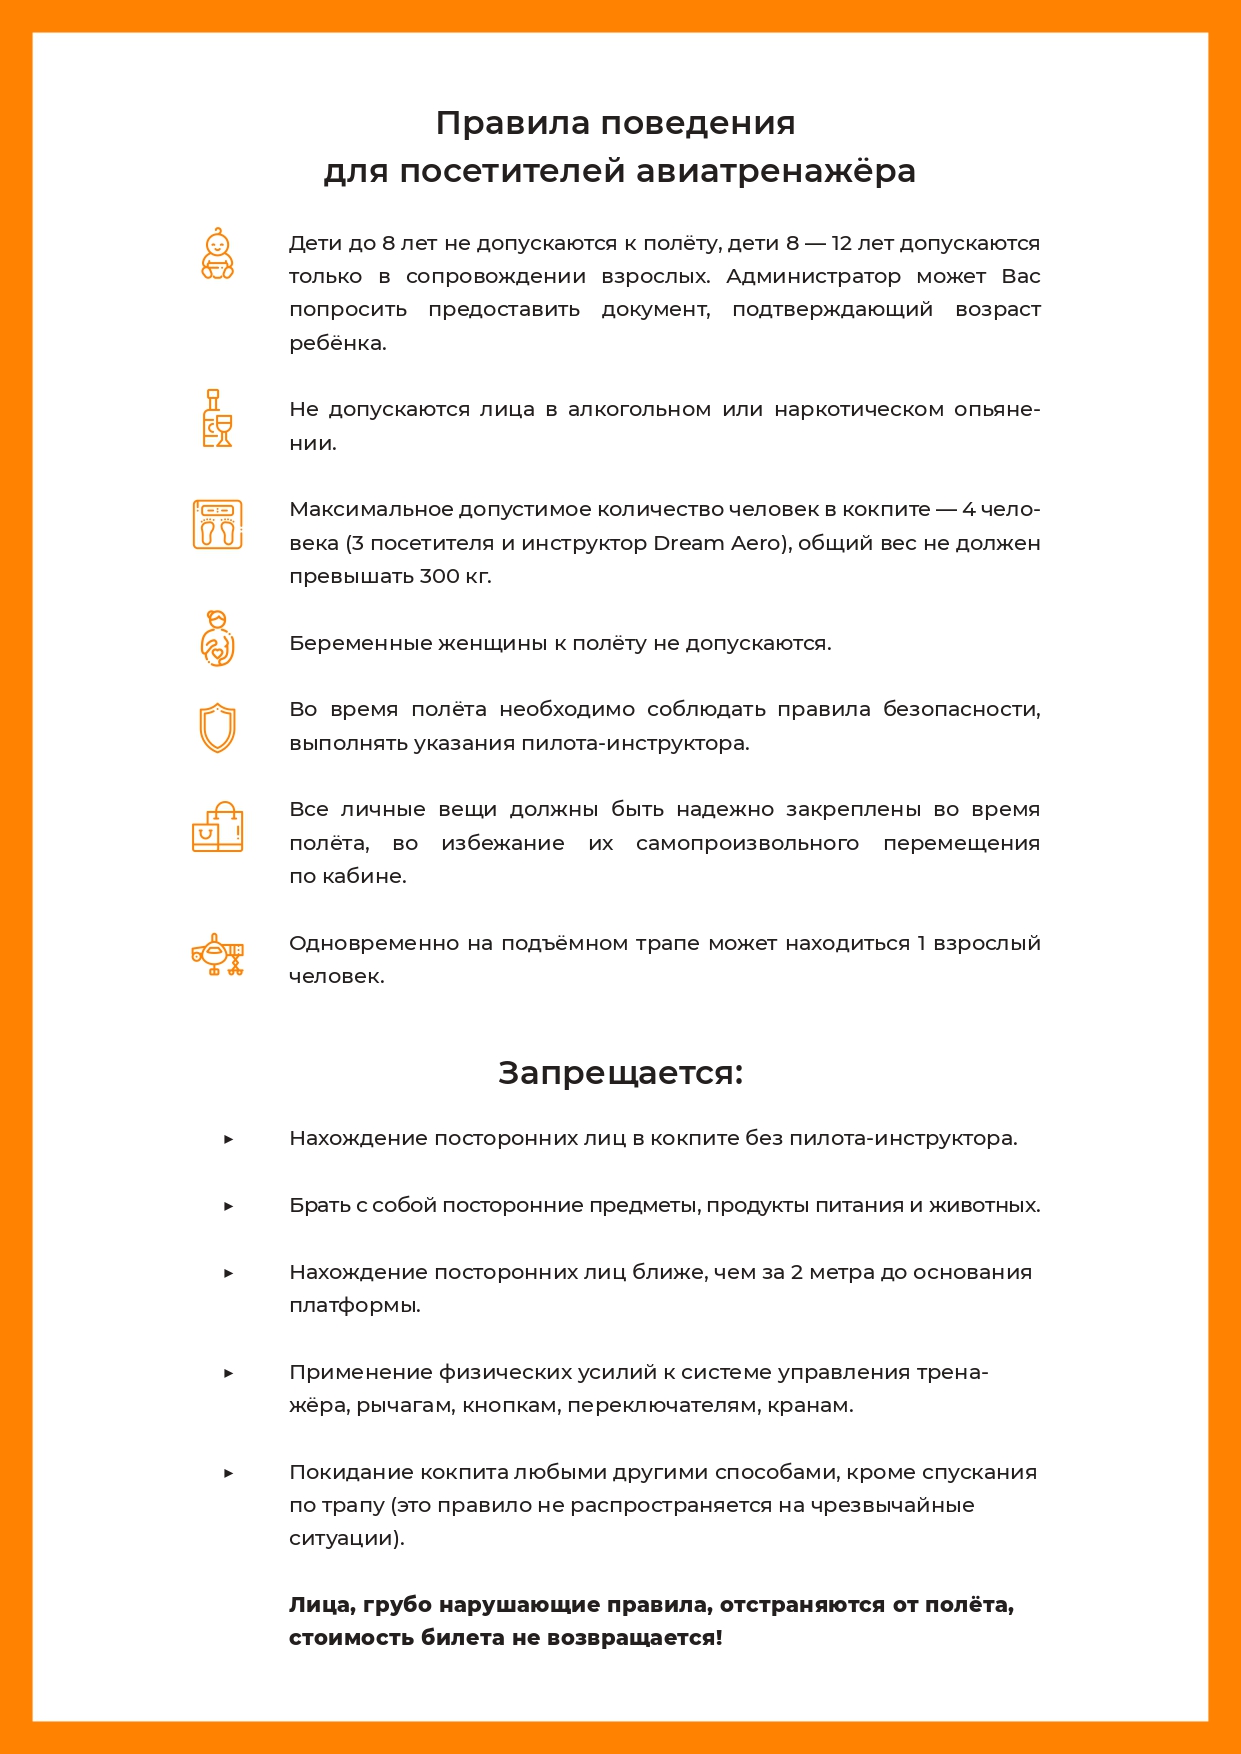 Правила поведения
для посетителей авиатренажёра
Дети до 8 лет не допускаются к полёту, дети 8 — 12 лет допускаются
только в сопровождении взрослых. Администратор может Вас
попросить предоставить документ, подтверждающий возраст
ребёнка.
Не допускаются лица в алкогольном или наркотическом опьяне-
нии.
Максимальное допустимое количество человек в кокпите — 4 чело-
века (3 посетителя и инструктор Dream Aero), общий вес не должен
превышать 300 кг.
Беременные женщины к полёту не допускаются.
Во время полёта необходимо соблюдать правила безопасности,
выполнять указания пилота-инструктора.
Все личные вещи должны быть надежно закреплены во время
полёта, во избежание их самопроизвольного перемещения
по кабине.
Одновременно на подъёмном трапе может находиться 1 взрослый
человек.
Запрещается:
► Нахождение посторонних лиц в кокпите без пилота-инструктора.
► Брать с собой посторонние предметы, продукты питания и животных.
► Нахождение посторонних лиц ближе, чем за 2 метра до основания
платформы.
► Применение физических усилий к системе управления трена-
жёра, рычагам, кнопкам, переключателям, кранам.
► Покидание кокпита любыми другими способами, кроме спускания
по трапу (это правило не распространяется на чрезвычайные
ситуации).
Лица, грубо нарушающие правила, отстраняются от полёта,
стоимость билета не возвращается!